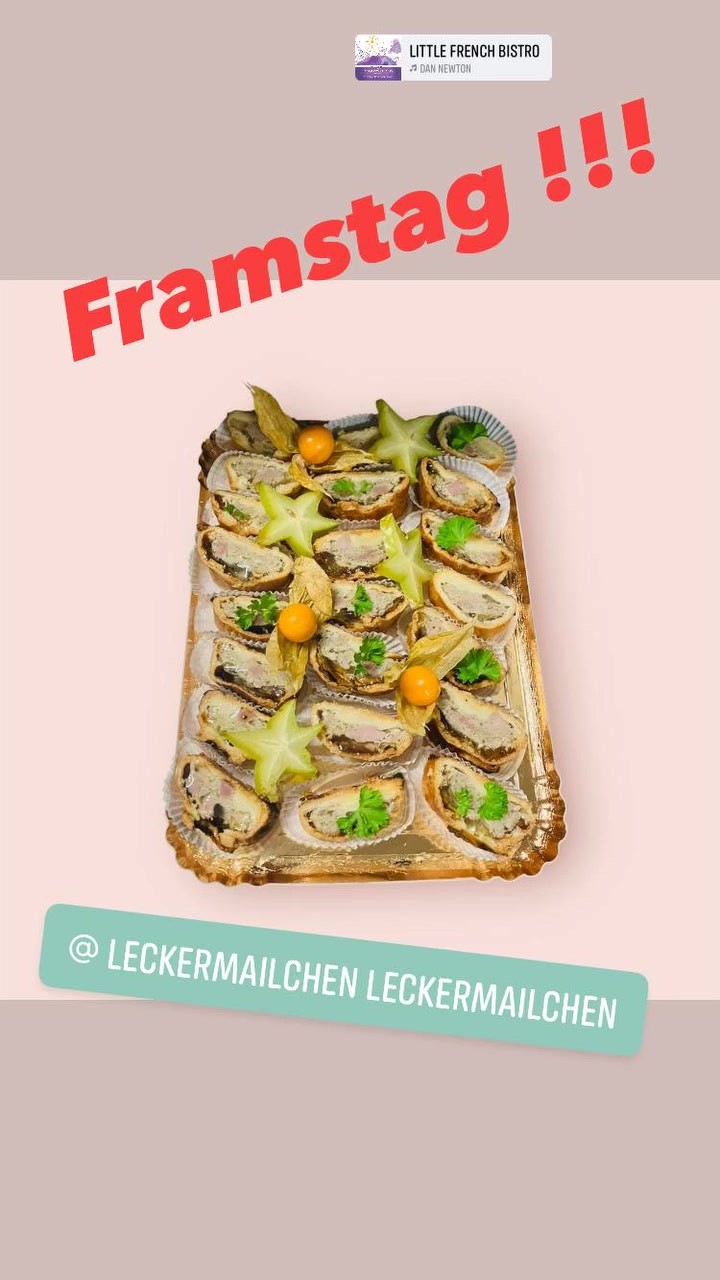 LITTLE FRENCH BISTRO
DAN NEWTON
Framstag !!!
@ LECKERMAILCHEN LECKERMAILCHEN